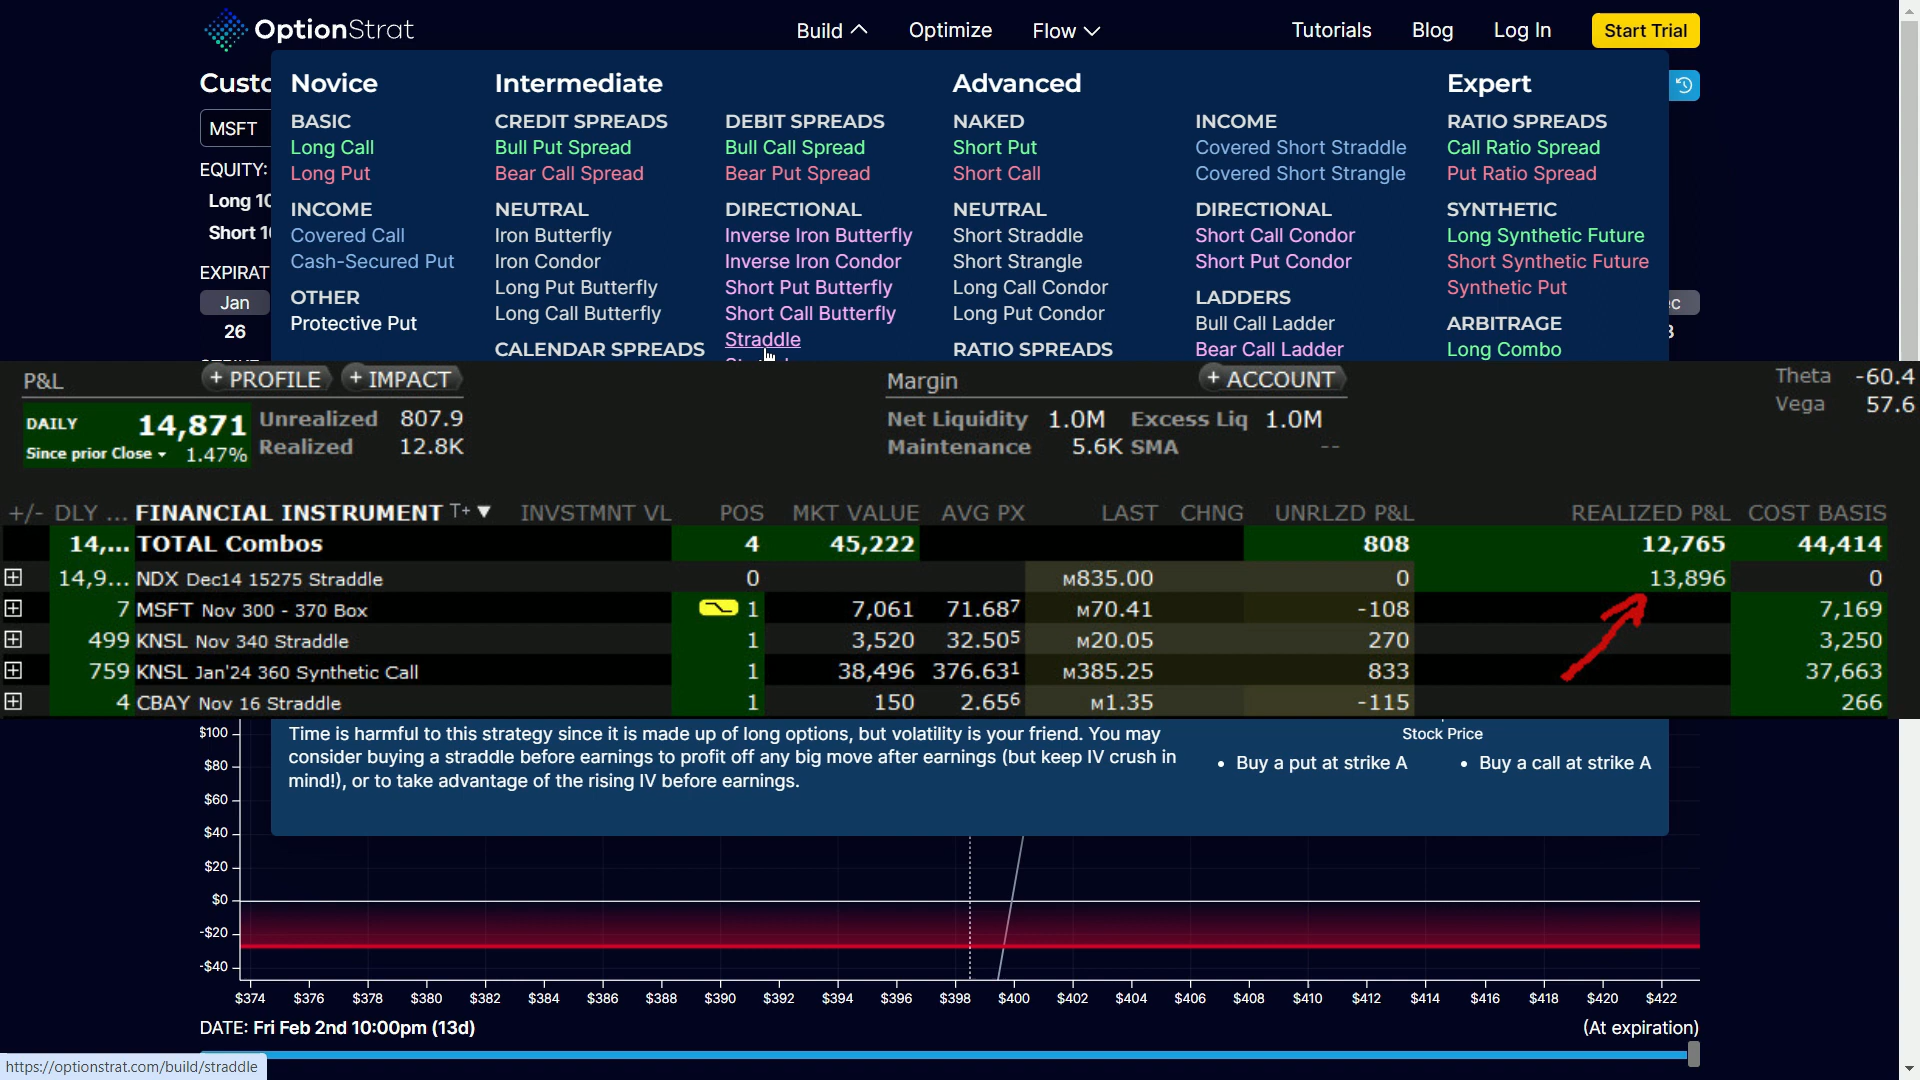 OptionStrat
Build Optimize Flow Tutorials Blog Log In Start Trial
Custo
MSFT
EQUITY:
Long 10
Short 10
EXPIRAT
Jan
26
Novice
BASIC
Long Call
Long Put
INCOME
Covered Call
Cash-Secured Put
OTHER
Protective Put
Intermediate
CREDIT SPREADS
Bull Put Spread
Bear Call Spread
NEUTRAL
Iron Butterfly
Iron Condor
Long Put Butterfly
Long Call Butterfly
CALENDAR SPREADS
DEBIT SPREADS
Bull Call Spread
Bear Put Spread
DIRECTIONAL
Inverse Iron Butterfly
Inverse Iron Condor
Short Put Butterfly
Short Call Butterfly
Straddle
Advanced
NAKED
Short Put
Short Call
NEUTRAL
Short Straddle
Short Strangle
Long Call Condor
Long Put Condor
RATIO SPREADS
INCOME
Covered Short Straddle
Covered Short Strangle
DIRECTIONAL
Short Call Condor
Short Put Condor
LADDERS
Bull Call Ladder
Bear Call Ladder
Expert
RATIO SPREADS
Call Ratio Spread
Put Ratio Spread
SYNTHETIC
Long Synthetic Future
Short Synthetic Future
Synthetic Put
ARBITRAGE
Long Combo
P&L + PROFILE + IMPACT
DAILY 14,871 Unrealized 807.9
Since prior Close 1.47% Realized 12.8K
Margin + ACCOUNT
Net Liquidity 1.0M Excess Liq 1.0M
Maintenance 5.6K SMA --
Theta -60.4
Vega 57.6
+/- DLY ... FINANCIAL INSTRUMENT T+ INVSTMNT VL POS MKT VALUE AVG PX LAST CHNG UNRLZD P&L REALIZED P&L COST BASIS
14,... TOTAL Combos 4 45,222 808 12,765 44,414
14,9... NDX Dec14 15275 Straddle 0 M835.00 0 13,896 0
7 MSFT Nov 300 - 370 Box 1 7,061 71.687 M70.41 -108 7,169
499 KNSL Nov 340 Straddle 1 3,520 32.505 M20.05 270 3,250
759 KNSL Jan'24 360 Synthetic Call 1 38,496 376.631 M385.25 833 37,663
4 CBAY Nov 16 Straddle 1 150 2.656 M1.35 -115 266
Time is harmful to this strategy since it is made up of long options, but volatility is your friend. You may
consider buying a straddle before earnings to profit off any big move after earnings (but keep IV crush in
mind!), or to take advantage of the rising IV before earnings.
Stock Price
• Buy a put at strike A • Buy a call at strike A
$100
$80
$60
$40
$20
$0
-$20
-$40
$374 $376 $378 $380 $382 $384 $386 $388 $390 $392 $394 $396 $398 $400 $402 $404 $406 $408 $410 $412 $414 $416 $418 $420 $422
DATE: Fri Feb 2nd 10:00pm (13d) (At expiration)
https://optionstrat.com/build/straddle